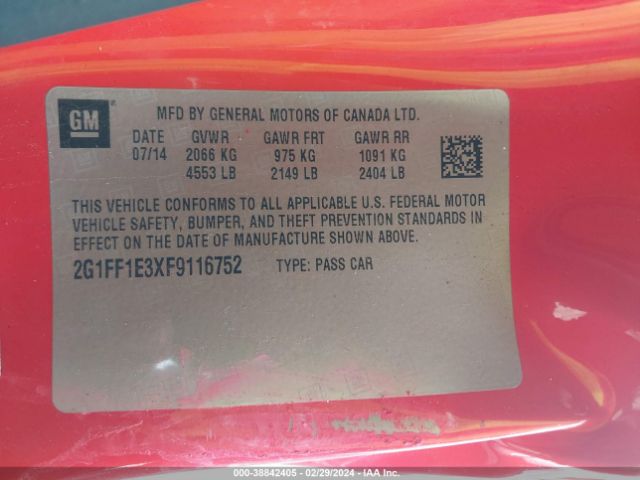 GM
MFD BY GENERAL MOTORS OF CANADA LTD.
DATE GVWR GAWR FRT GAWR RR
07/14 2066 KG 975 KG 1091 KG
4553 LB 2149 LB 2404 LB
THIS VEHICLE CONFORMS TO ALL APPLICABLE U.S. FEDERAL MOTOR
VEHICLE SAFETY, BUMPER, AND THEFT PREVENTION STANDARDS IN
EFFECT ON THE DATE OF MANUFACTURE SHOWN ABOVE.
2G1FF1E3XF9116752 TYPE: PASS CAR
000-38842405 - 02/29/2024 - IAA Inc.